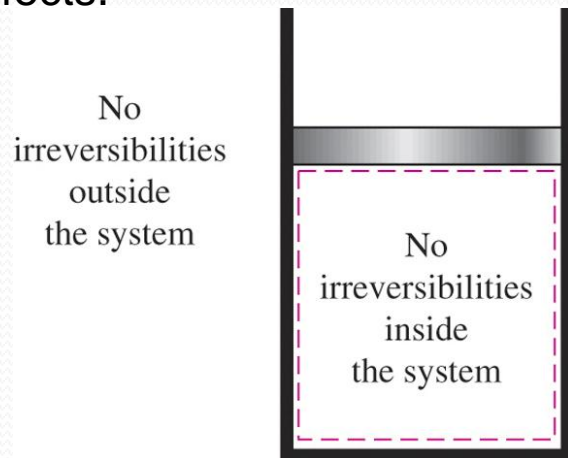 No
irreversibilities
outside
the system
No
irreversibilities
inside
the system